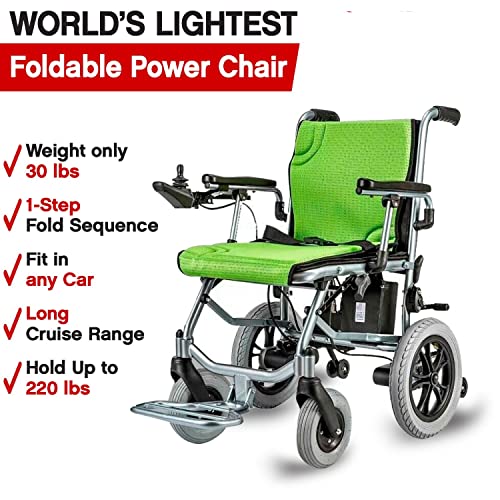 WORLD'S LIGHTEST
Foldable Power Chair
Weight only
30 lbs
1-Step
Fold Sequence
Fit in
any Car
Long
Cruise Range
Hold Up to
220 lbs